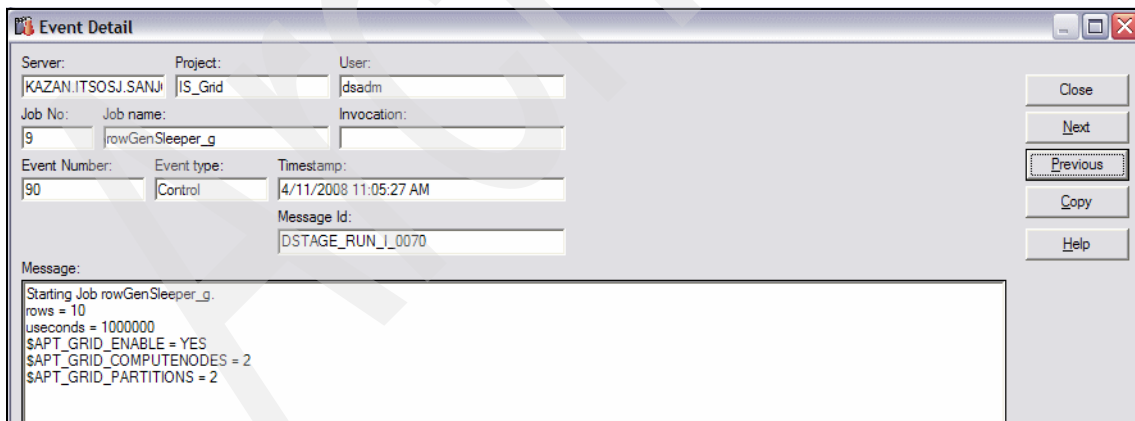 Event Detail
Server: Project: User:
KAZAN.ITSOSJ.SANJ IS_Grid dsadm
Close
Job No: Job name: Invocation:
9 rowGenSleeper_g
Next
Event Number: Event type: Timestamp:
90 Control 4/11/2008 11:05:27 AM
Previous
Message Id:
Copy
DSTAGE_RUN_I_0070
Help
Message:
Starting Job rowGenSleeper_g.
rows = 10
useconds = 1000000
$APT_GRID_ENABLE = YES
$APT_GRID_COMPUTENODES = 2
$APT_GRID_PARTITIONS = 2